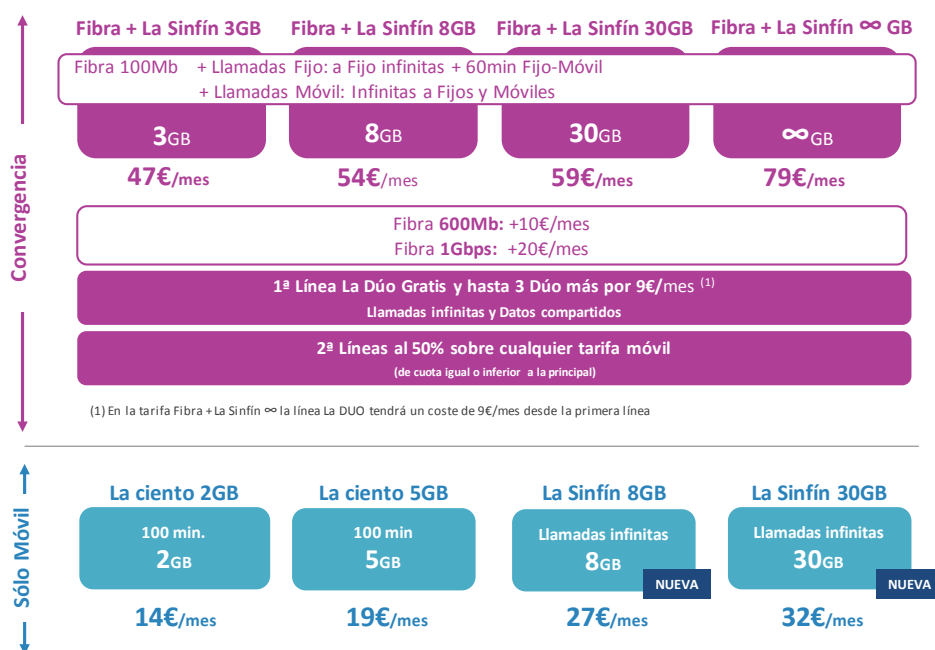 Convergencia
Fibra + La Sinfín 3GB
Fibra + La Sinfín 8GB
Fibra + La Sinfín 30GB
Fibra + La Sinfín ∞ GB
Fibra 100Mb + Llamadas Fijo: a Fijo infinitas + 60min Fijo-Móvil
+ Llamadas Móvil: Infinitas a Fijos y Móviles
3GB
8GB
30GB
∞GB
47€/mes
54€/mes
59€/mes
79€/mes
Fibra 600Mb: +10€/mes
Fibra 1Gbps: +20€/mes
1ª Línea La Dúo Gratis y hasta 3 Dúo más por 9€/mes (1)
Llamadas infinitas y Datos compartidos
2ª Líneas al 50% sobre cualquier tarifa móvil
(de cuota igual o inferior a la principal)
(1) En la tarifa Fibra + La Sinfín ∞ la línea La DUO tendrá un coste de 9€/mes desde la primera línea
Sólo Móvil
La ciento 2GB
La ciento 5GB
La Sinfín 8GB
La Sinfín 30GB
100 min.
2GB
100 min
5GB
Llamadas infinitas
8GB
NUEVA
Llamadas infinitas
30GB
NUEVA
14€/mes
19€/mes
27€/mes
32€/mes